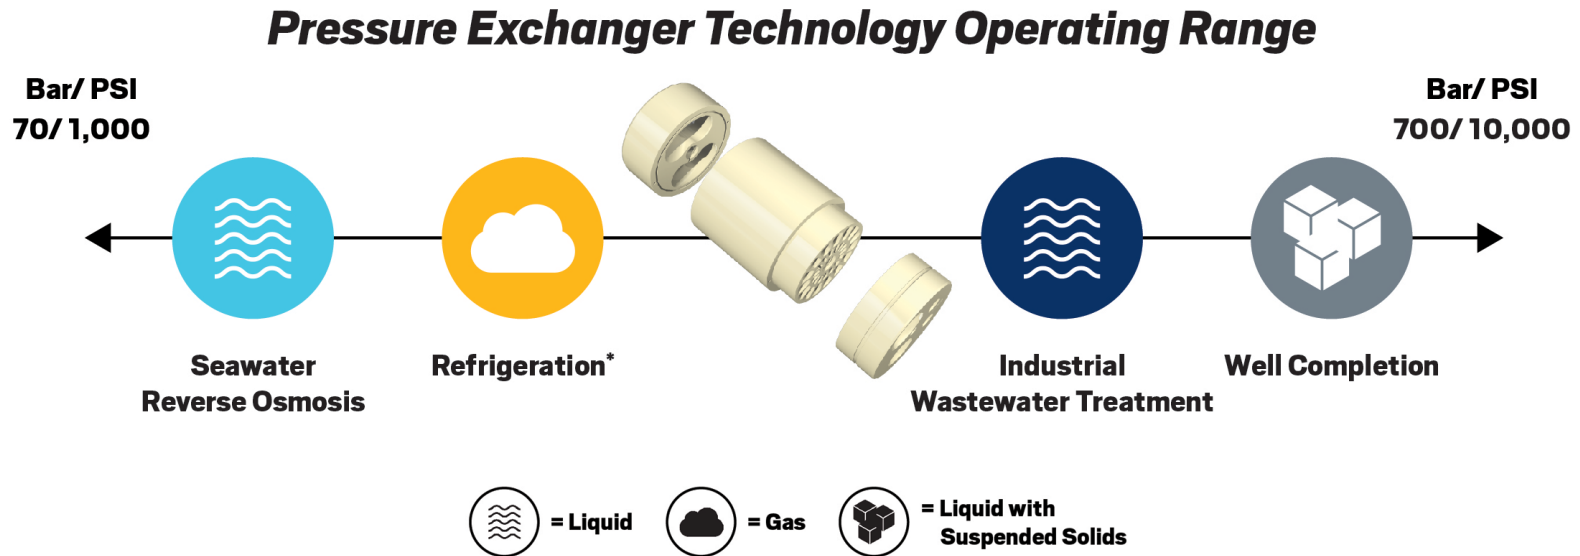 Pressure Exchanger Technology Operating Range
Bar/ PSI
70/ 1,000
Bar/ PSI
700/ 10,000
Seawater
Reverse Osmosis
Refrigeration*
Industrial
Wastewater Treatment
Well Completion
= Liquid
= Gas
= Liquid with
Suspended Solids